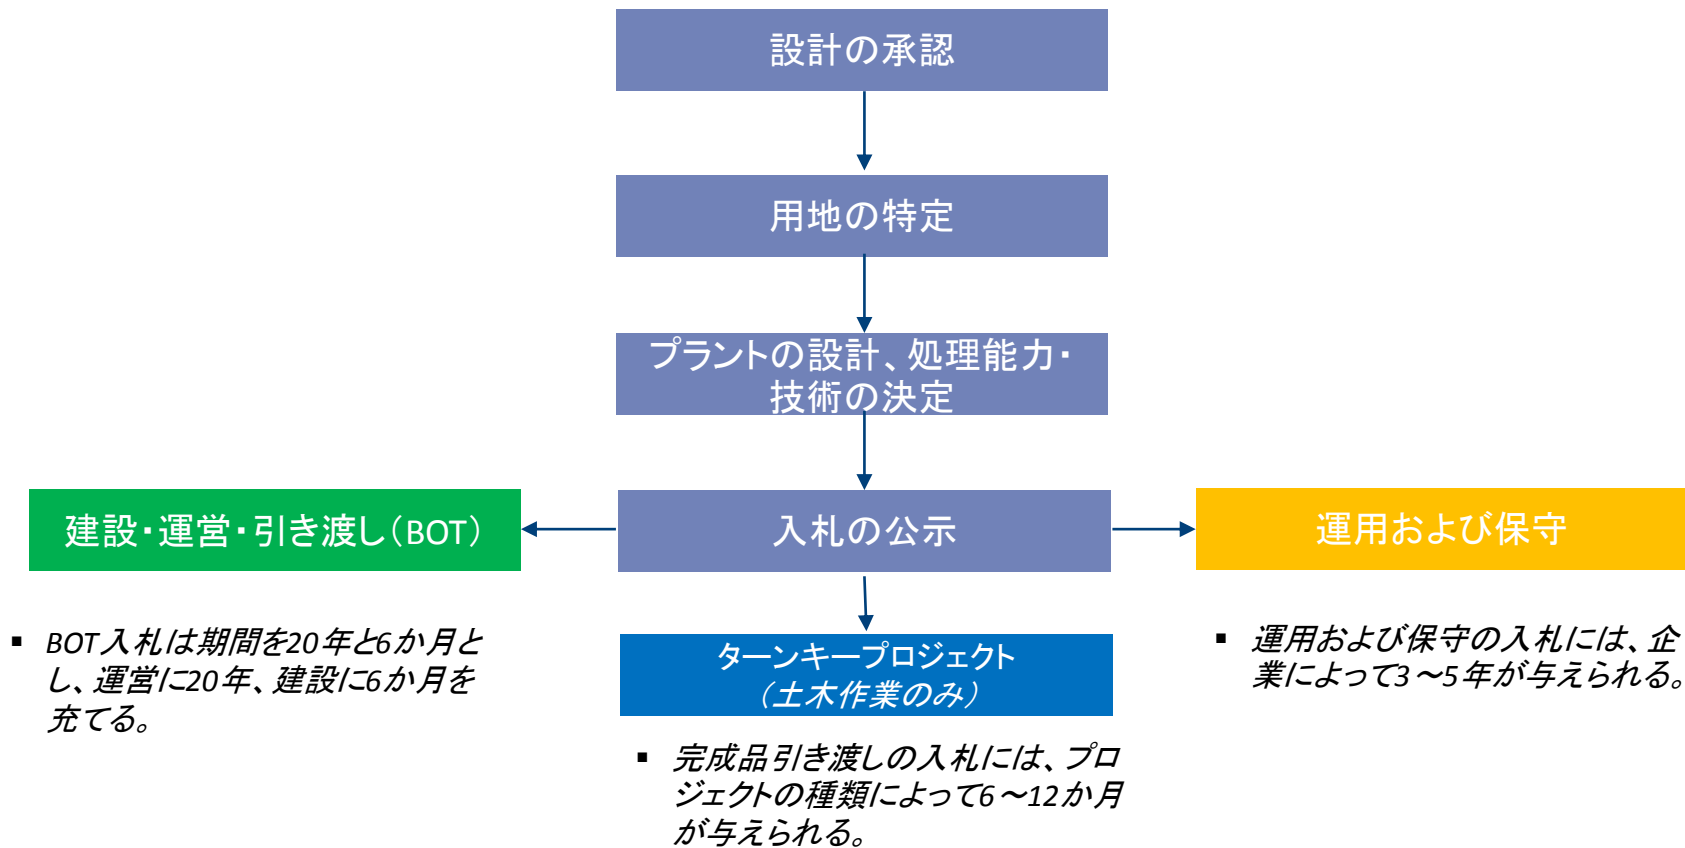 設計の承認
用地の特定
プラントの設計、処理能力・
技術の決定
建設・運営・引き渡し（BOT）
入札の公示
運用および保守
▪ BOT入札は期間を20年と6か月と
し、運営に20年、建設に6か月を
充てる。
ターンキープロジェクト
（土木作業のみ）
▪ 運用および保守の入札には、企
業によって3～5年が与えられる。
▪ 完成品引き渡しの入札には、プロ
ジェクトの種類によって6～12か月
が与えられる。